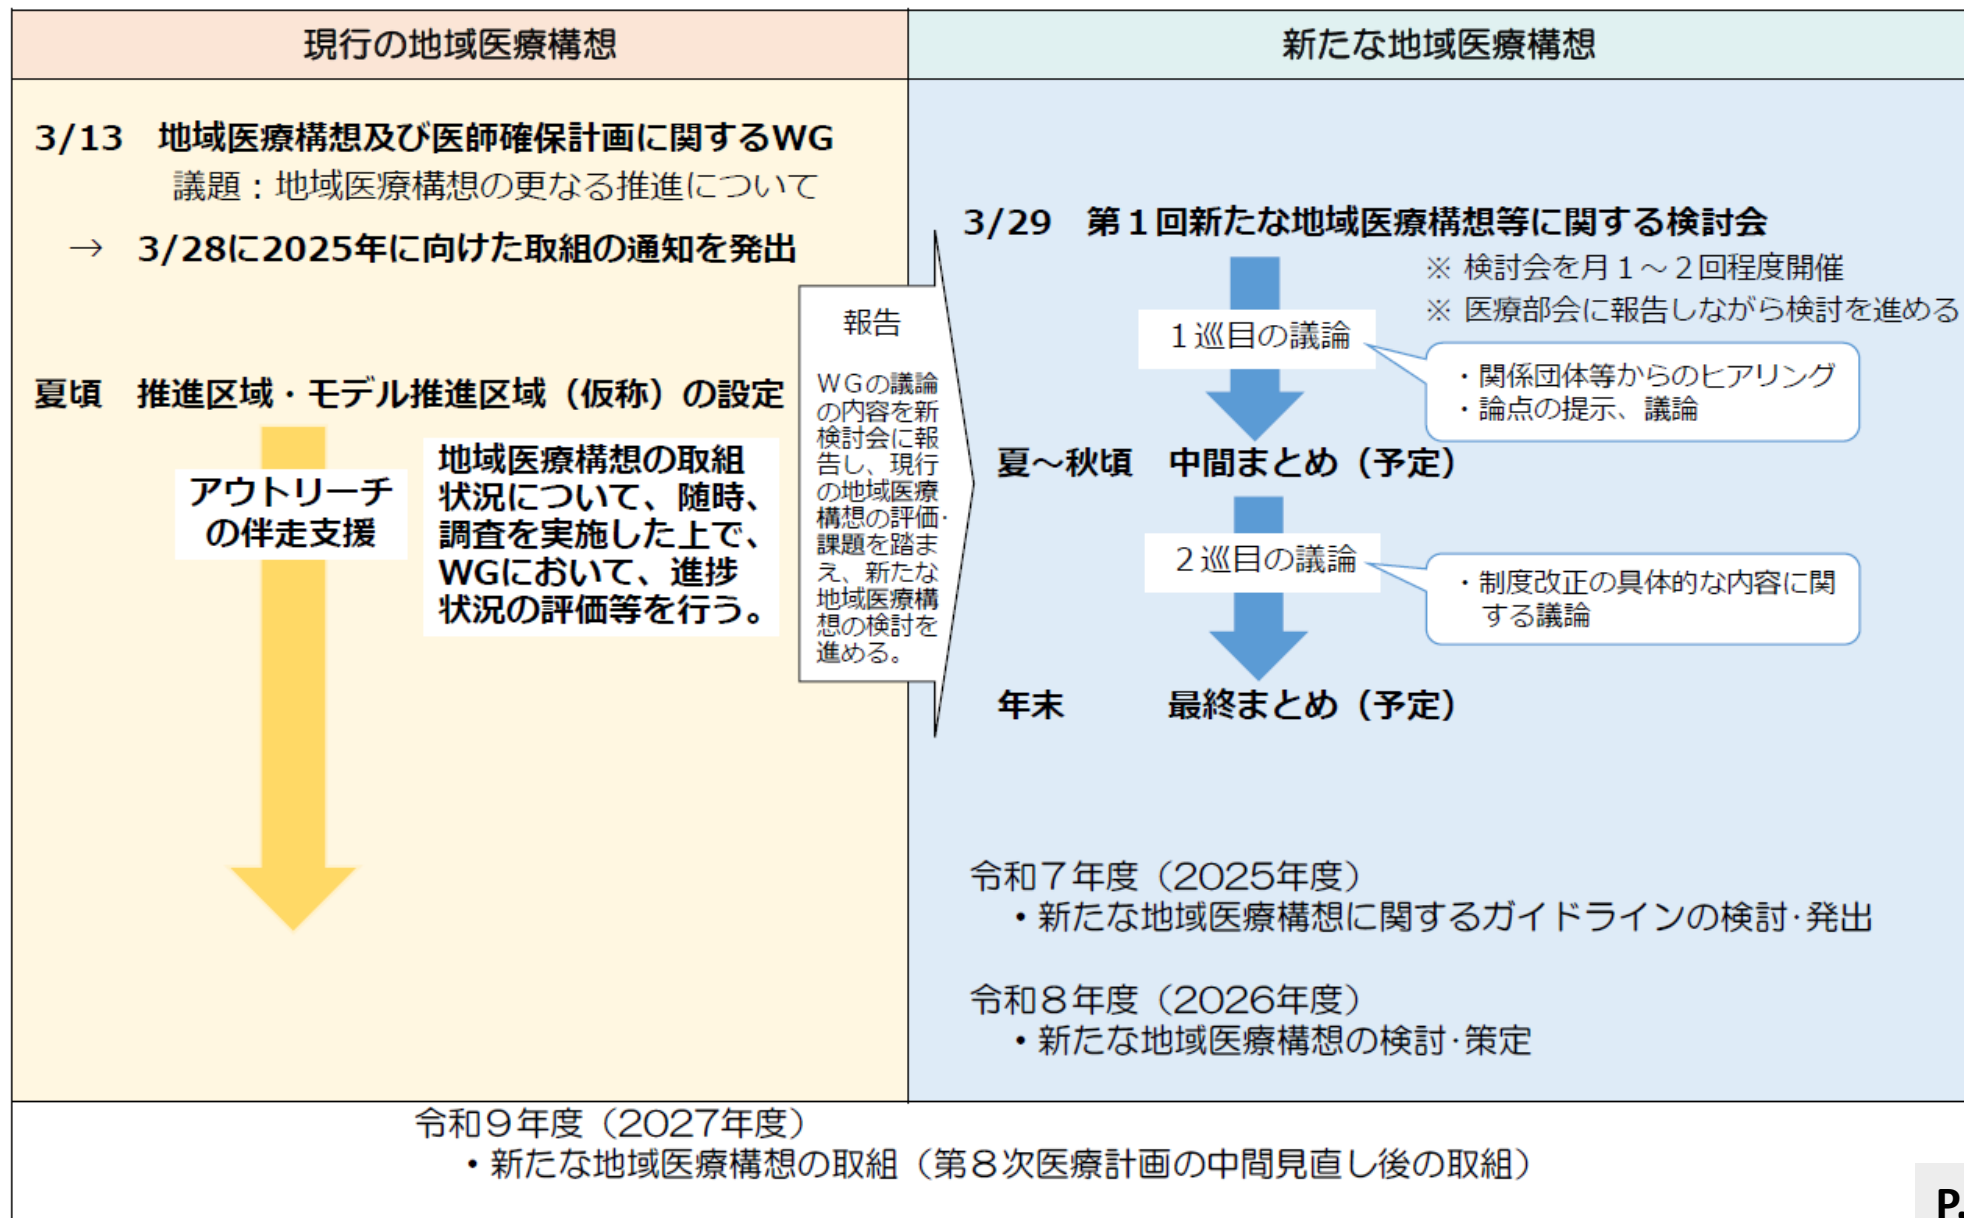 現行の地域医療構想
新たな地域医療構想
3/13 地域医療構想及び医師確保計画に関するWG
議題：地域医療構想の更なる推進について
→ 3/28に2025年に向けた取組の通知を発出
夏頃 推進区域・モデル推進区域（仮称）の設定
アウトリーチ
の伴走支援
地域医療構想の取組
状況について、随時、
調査を実施した上で、
WGにおいて、進捗
状況の評価等を行う。
報告
ＷＧの議論
の内容を新
検討会に報
告し、現行
の地域医療
構想の評価･
課題を踏ま
え、新たな
地域医療構
想の検討を
進める。
3/29 第１回新たな地域医療構想等に関する検討会
※ 検討会を月１～２回程度開催
※ 医療部会に報告しながら検討を進める
１巡目の議論
・関係団体等からのヒアリング
・論点の提示、議論
夏～秋頃 中間まとめ（予定）
２巡目の議論
・制度改正の具体的な内容に関
する議論
年末 最終まとめ（予定）
令和７年度（2025年度）
・新たな地域医療構想に関するガイドラインの検討･発出
令和８年度（2026年度）
・新たな地域医療構想の検討･策定
令和９年度（2027年度）
・新たな地域医療構想の取組（第８次医療計画の中間見直し後の取組）
P.